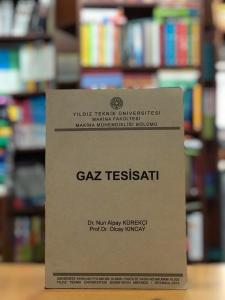 YILDIZ TEKNİK ÜNİVERSİTESİ
MAKİNA FAKÜLTESİ
MAKİNA MÜHENDİSLİĞİ BÖLÜMÜ
GAZ TESİSATI
Dr. Nuri Alpay KÜREKÇİ
Prof.Dr. Olcay KINCAY